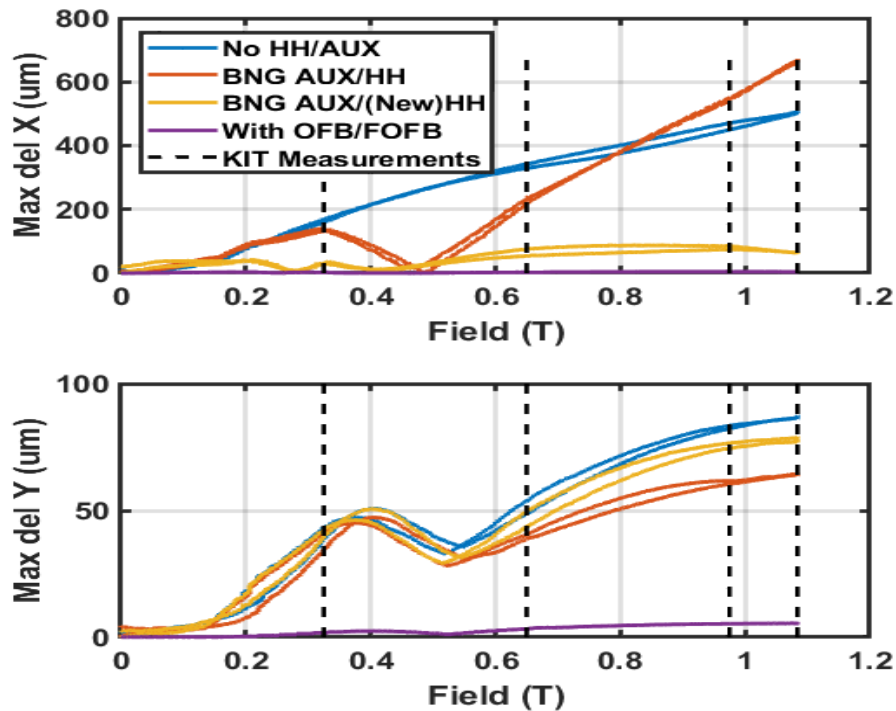 800
600
400
200
0
Max del X (um)
No HH/AUX
BNG AUX/HH
BNG AUX/(New)HH
With OFB/FOFB
KIT Measurements
0 0.2 0.4 0.6 0.8 1 1.2
Field (T)
100
50
0
Max del Y (um)
0 0.2 0.4 0.6 0.8 1 1.2
Field (T)